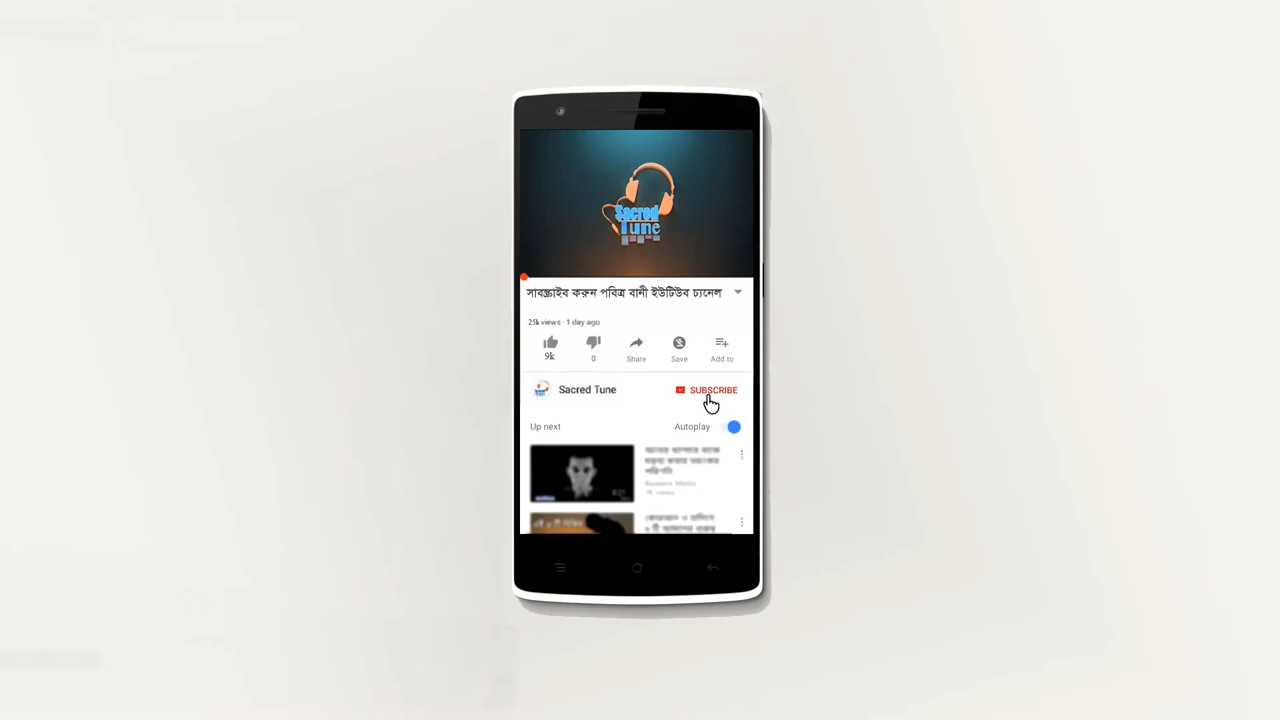 Sacred
Tune
সাবস্ক্রাইব করুন পবিত্র বানী ইউটিউব চ্যনেল
25k views · 1 day ago
9k
0
Share
Save
Add to
Sacred Tune
SUBSCRIBE
Up next
Autoplay